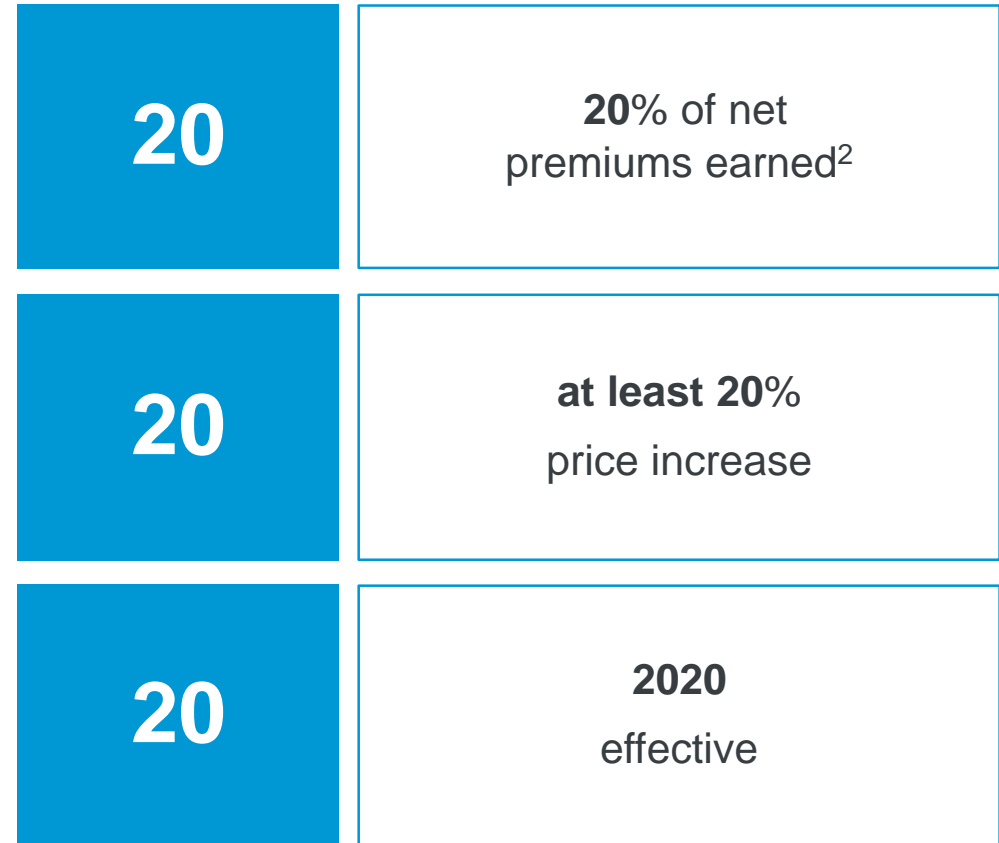 20
20% of net
premiums earned²
20
at least 20%
price increase
20
2020
effective